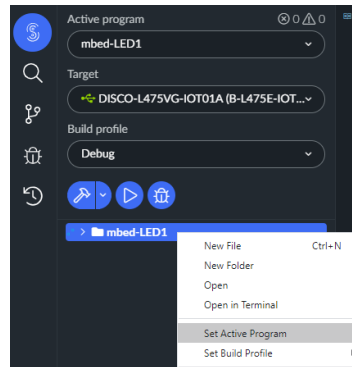 Active program
0 0
mbed-LED1
Target
DISCO-L475VG-IOT01A (B-L475E-IOT...
Build profile
Debug
mbed-LED1
New File Ctrl+N
New Folder
Open
Open in Terminal
Set Active Program
Set Build Profile